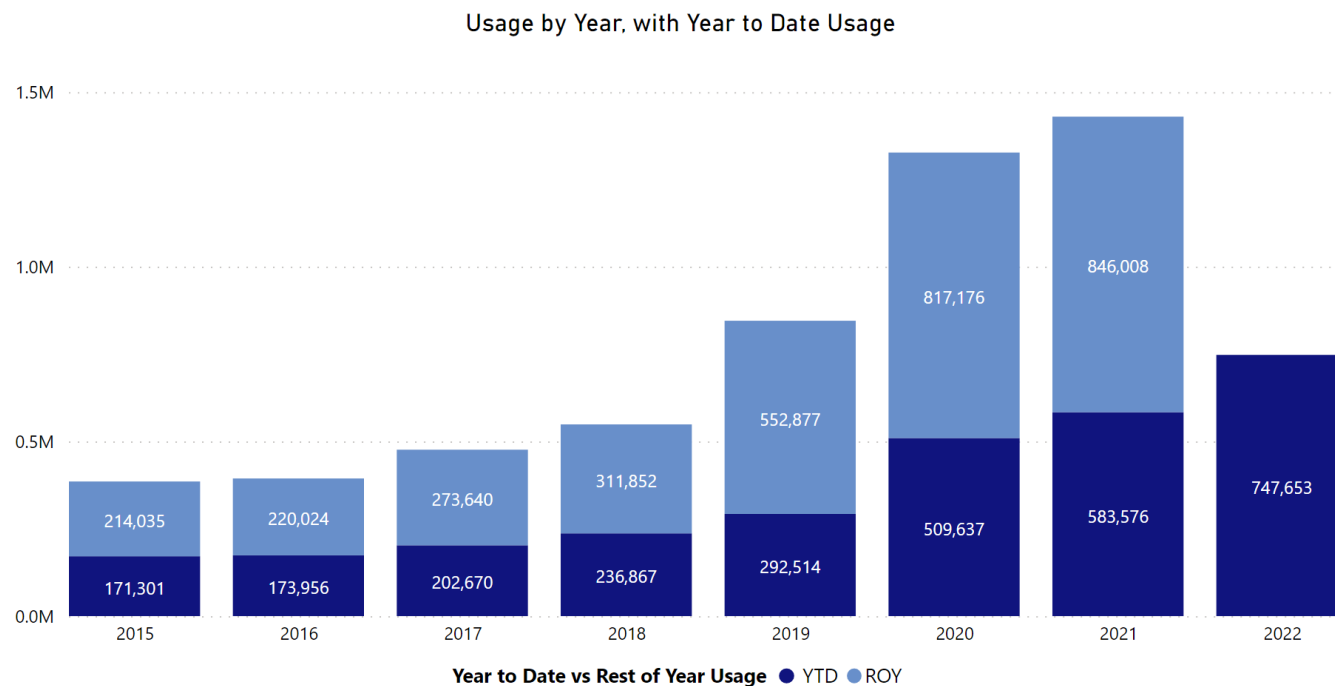 Usage by Year, with Year to Date Usage
1.5M
1.0M
0.5M
0.0M
214,035
171,301
220,024
173,956
273,640
202,670
311,852
236,867
552,877
292,514
817,176
509,637
846,008
583,576
747,653
2015 2016 2017 2018 2019 2020 2021 2022
Year to Date vs Rest of Year Usage YTD ROY